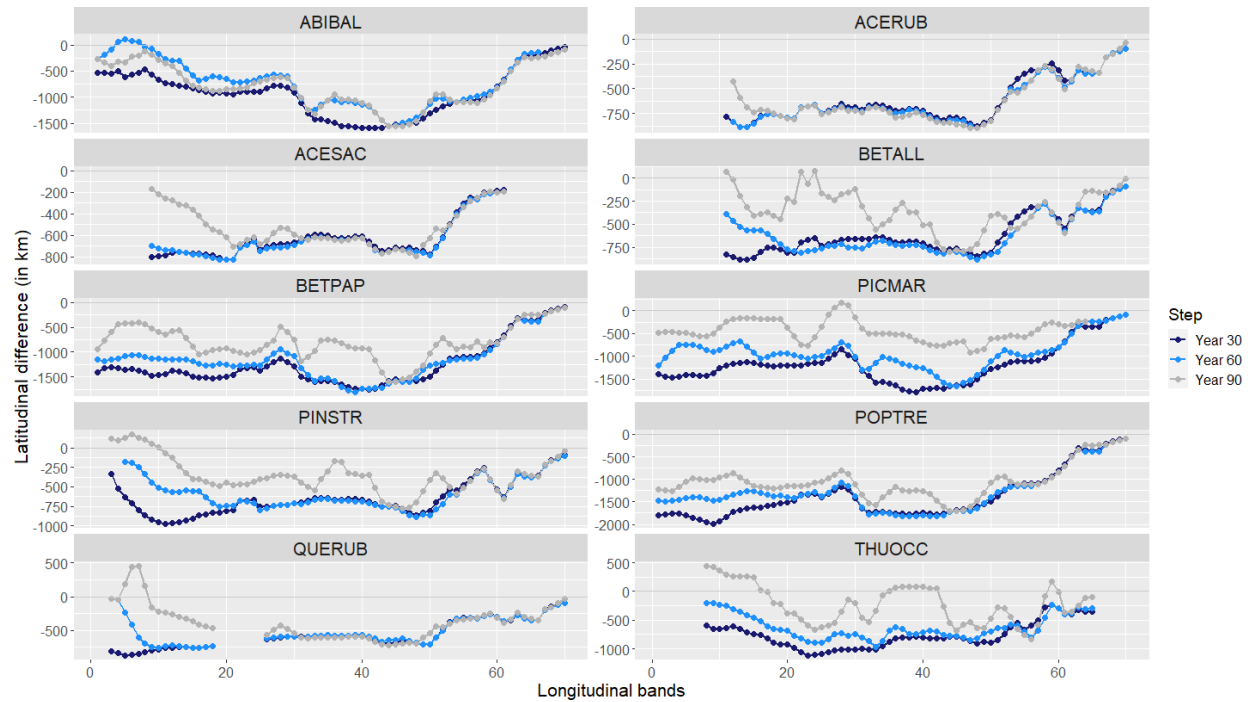 ABIBAL
ACERUB
0
-500
-1000
-1500
0
-250
-500
-750
ACESAC
BETALL
0
-200
-400
-600
-800
0
-250
-500
-750
BETPAP
PICMAR
0
-500
-1000
-1500
0
-500
-1000
-1500
PINSTR
POPTRE
0
-250
-500
-750
-1000
0
-500
-1000
-1500
-2000
QUERUB
THUOCC
500
0
-500
500
0
-500
-1000
0 20 40 60
0 20 40 60
Longitudinal bands
Latitudinal difference (in km)
Step
Year 30
Year 60
Year 90